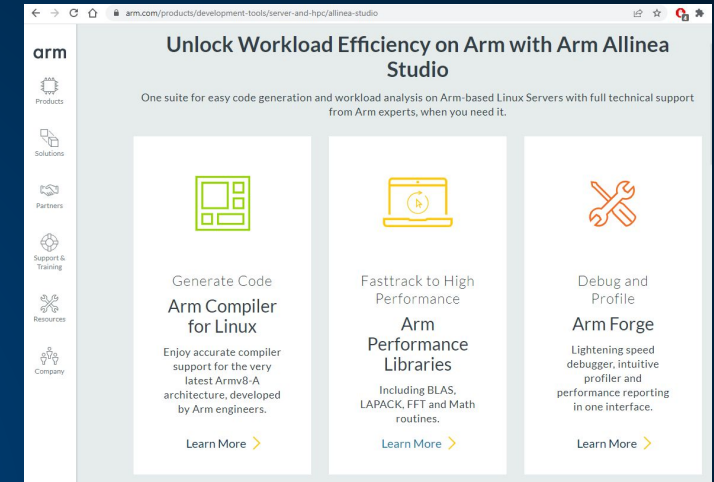 arm.com/products/development-tools/server-and-hpc/allinea-studio
arm
Products
Solutions
Partners
Support &
Training
Resources
Company
Unlock Workload Efficiency on Arm with Arm Allinea
Studio
One suite for easy code generation and workload analysis on Arm-based Linux Servers with full technical support
from Arm experts, when you need it.
Generate Code
Arm Compiler
for Linux
Enjoy accurate compiler
support for the very
latest Armv8-A
architecture, developed
by Arm engineers.
Learn More
Fasttrack to High
Performance
Arm
Performance
Libraries
Including BLAS,
LAPACK, FFT and Math
routines.
Learn More
Debug and
Profile
Arm Forge
Lightening speed
debugger, intuitive
profiler and
performance reporting
in one interface.
Learn More